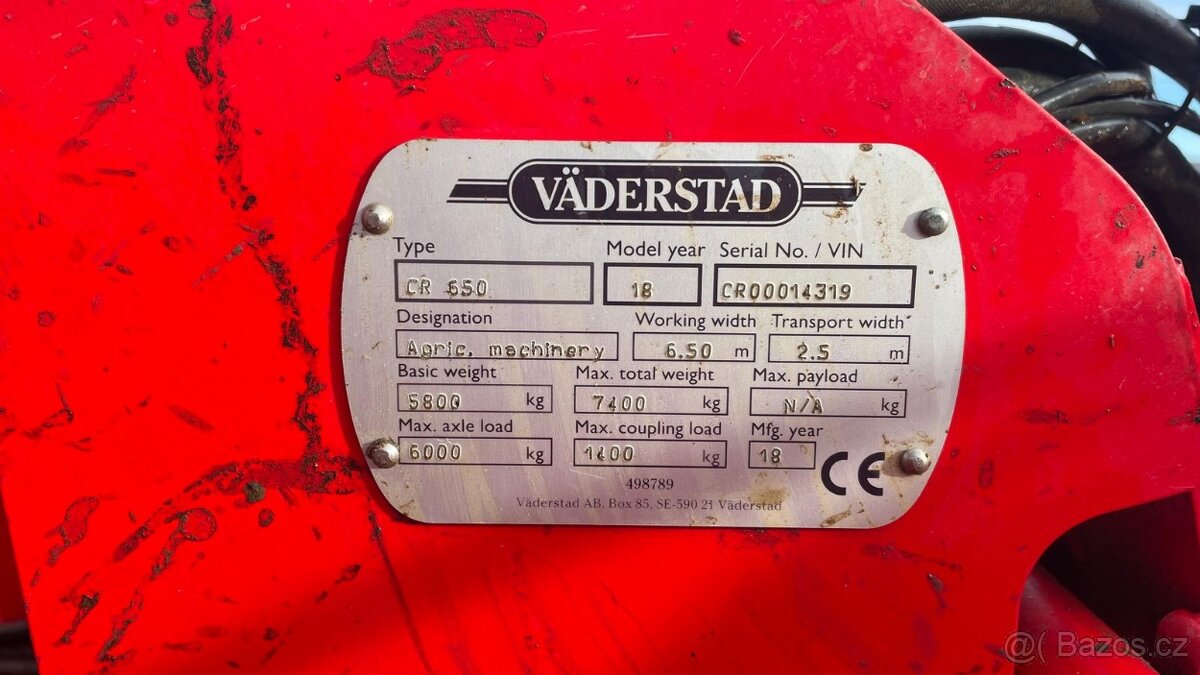 VÄDERSTAD
Type Model year Serial No. / VIN
CR 650 18 CR00014319
Designation Working width Transport width
Agric. machinery 6.50 m 2.5 m
Basic weight Max. total weight Max. payload
5800 kg 7400 kg N/A kg
Max. axle load Max. coupling load Mfg. year
6000 kg 1400 kg 18 CE
498789
Väderstad AB, Box 85, SE-590 21 Väderstad
@( Bazos.cz